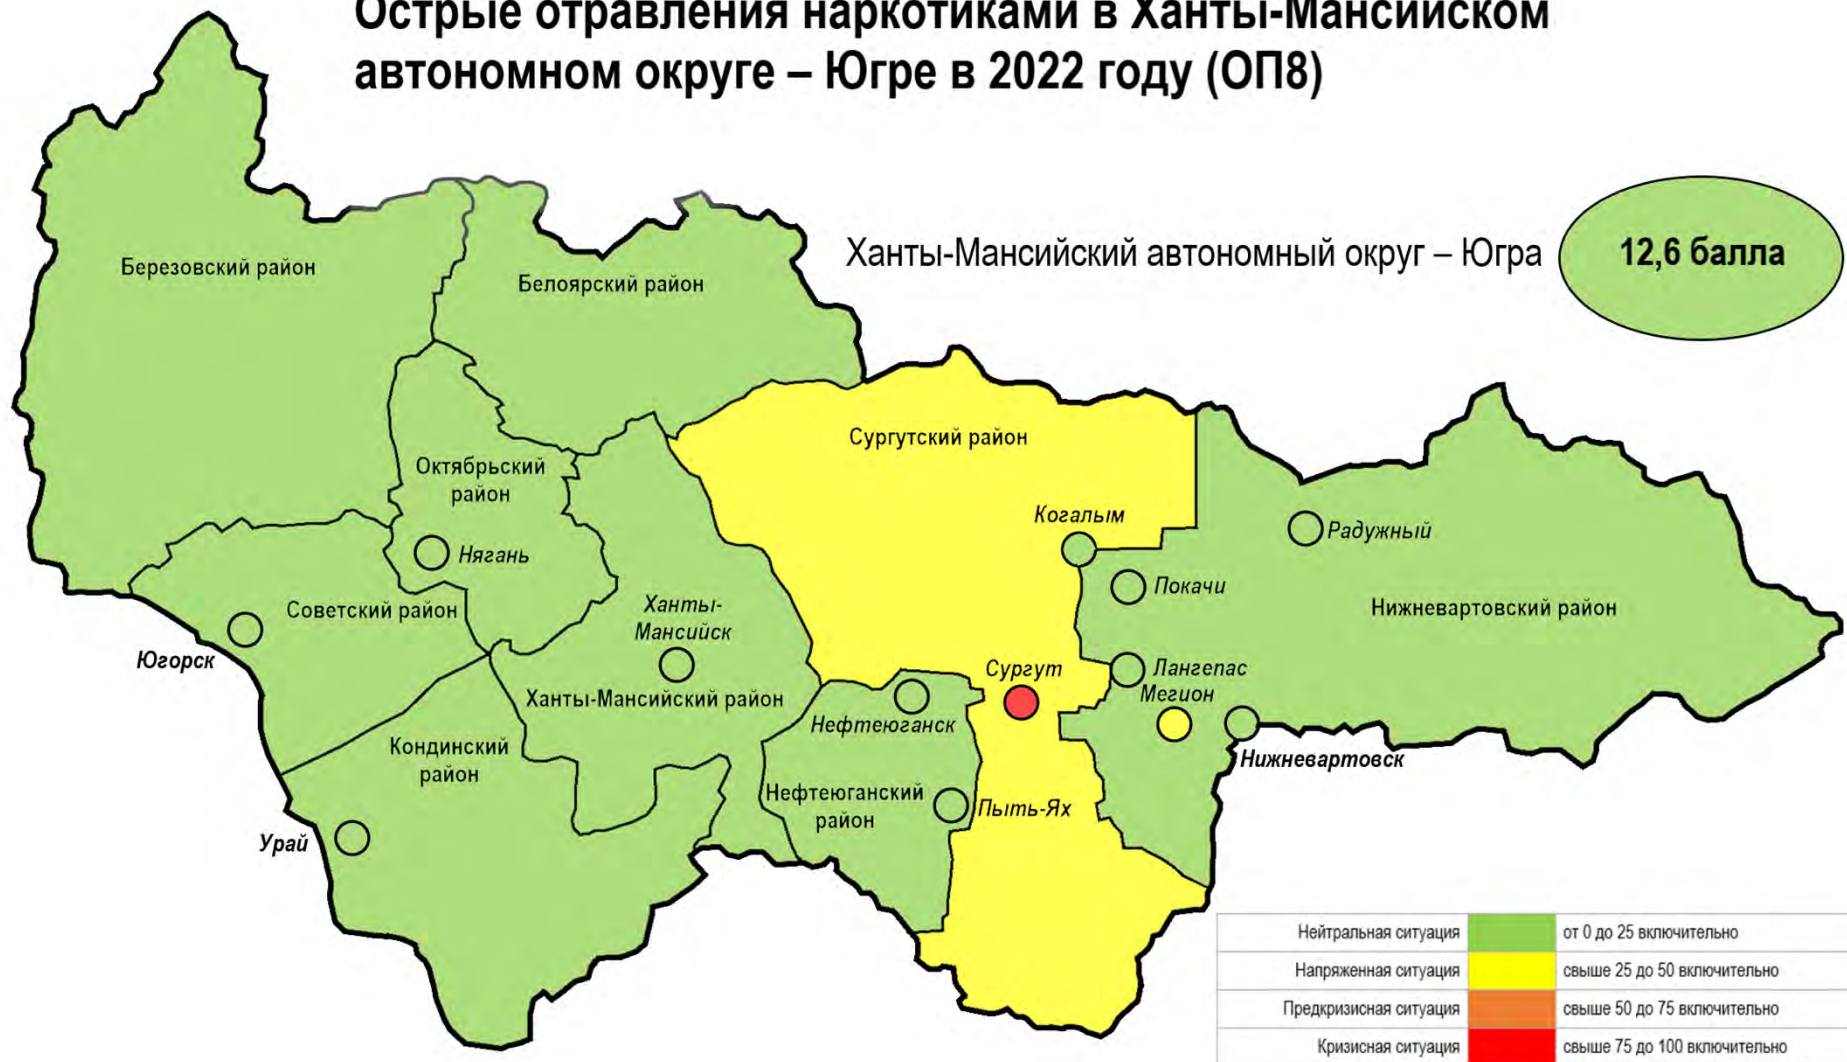 Острые отравления наркотиками в Ханты-Мансийском
автономном округе – Югре в 2022 году (ОП8)
Ханты-Мансийский автономный округ – Югра
12,6 балла
Березовский район
Белоярский район
Сургутский район
Октябрьский
район
Когалым
Радужный
Нягань
Покачи
Советский район
Ханты-
Мансийск
Нижневартовский район
Югорск
Сургут
Лангепас
Мегион
Ханты-Мансийский район
Нефтеюганск
Кондинский
район
Нижневартовск
Нефтеюганский
район
Пыть-Ях
Урай
Нейтральная ситуация от 0 до 25 включительно
Напряженная ситуация свыше 25 до 50 включительно
Предкризисная ситуация свыше 50 до 75 включительно
Кризисная ситуация свыше 75 до 100 включительно